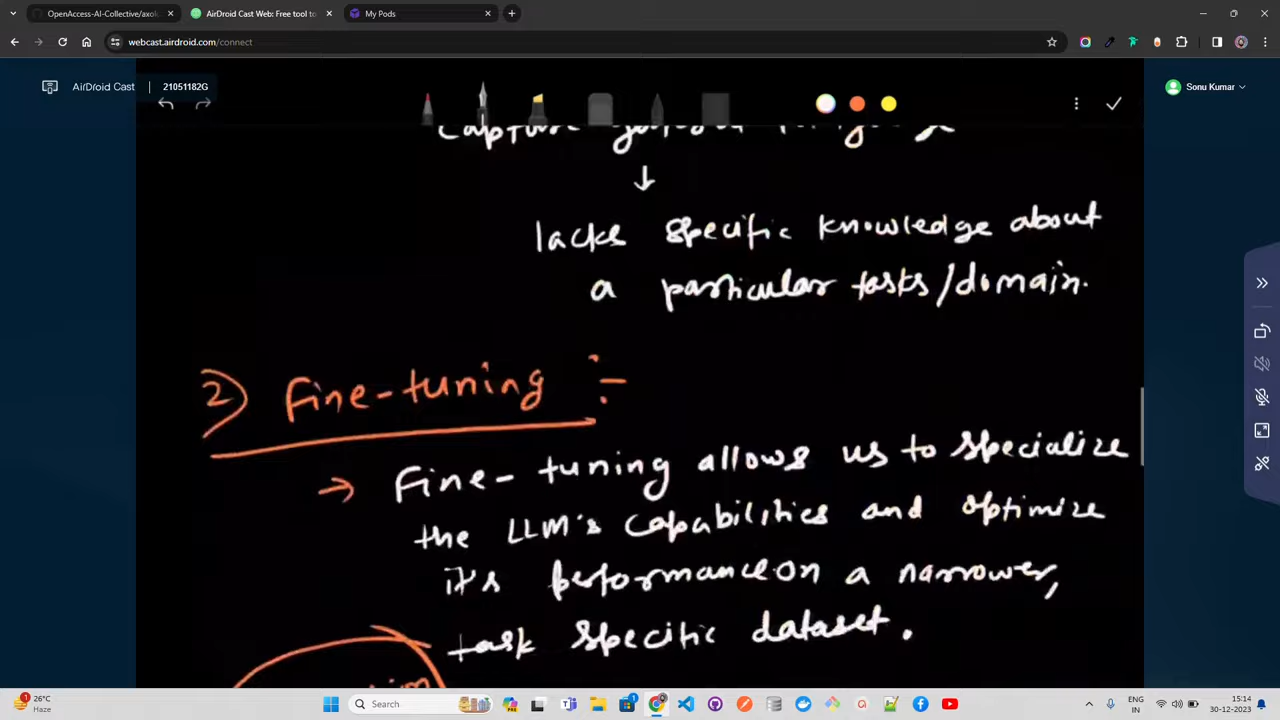 OpenAccess-AI-Collective/axol
AirDroid Cast Web: Free tool to
My Pods
webcast.airdroid.com/connect
AirDroid Cast
21051182G
Sonu Kumar
capture
lacks specific knowledge about
a particular tasks/domain.
2) Fine-tuning :-
→ Fine-tuning allows us to specialize
the LLM's capabilities and optimize
it's performance on a narrower,
task specific dataset.
26°C
Haze
Search
ENG
IN
15:14
30-12-2023